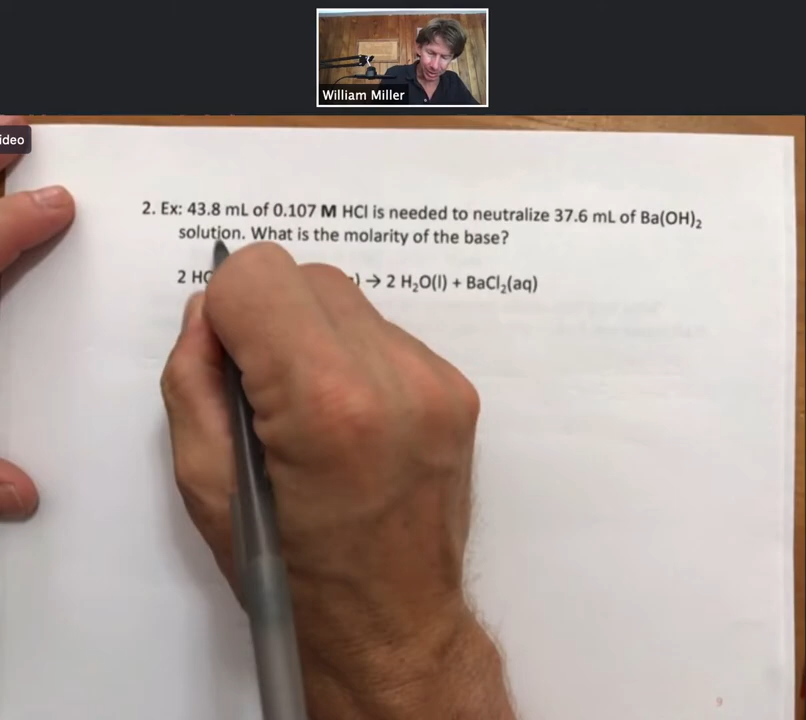 William Miller
ideo
2. Ex: 43.8 mL of 0.107 M HCl is needed to neutralize 37.6 mL of Ba(OH)₂
solution. What is the molarity of the base?
2 HC ) → 2 H₂O(l) + BaCl₂(aq)
9